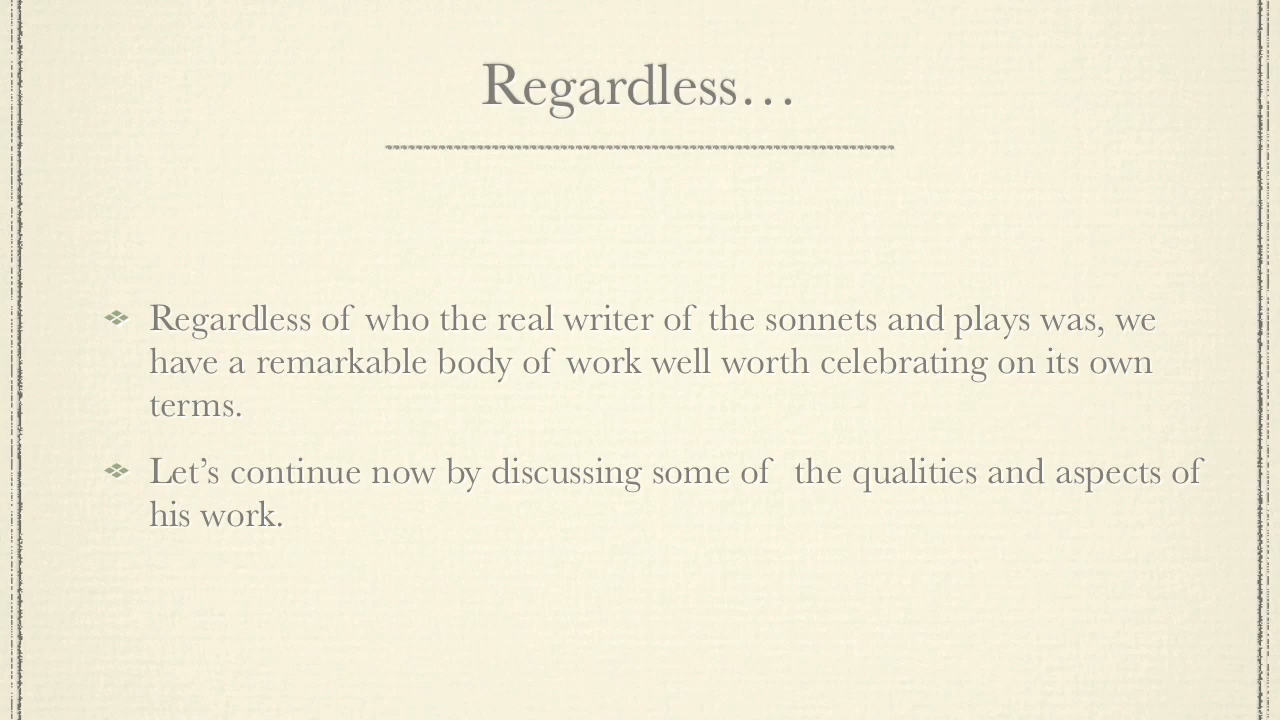 Regardless…
Regardless of who the real writer of the sonnets and plays was, we
have a remarkable body of work well worth celebrating on its own
terms.
Let’s continue now by discussing some of the qualities and aspects of
his work.